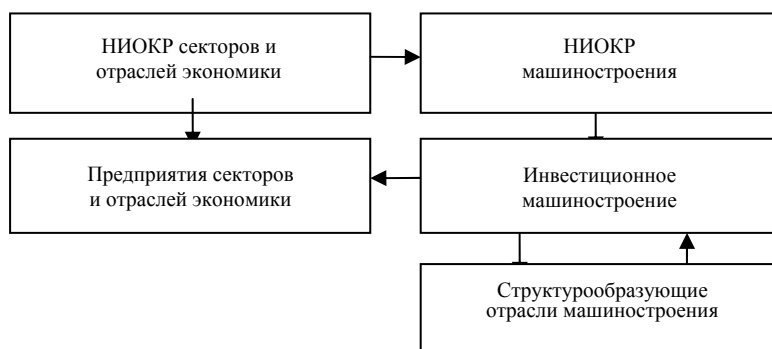 НИОКР секторов и
отраслей экономики
НИОКР
машиностроения
Предприятия секторов
и отраслей экономики
Инвестиционное
машиностроение
Структурообразующие
отрасли машиностроения